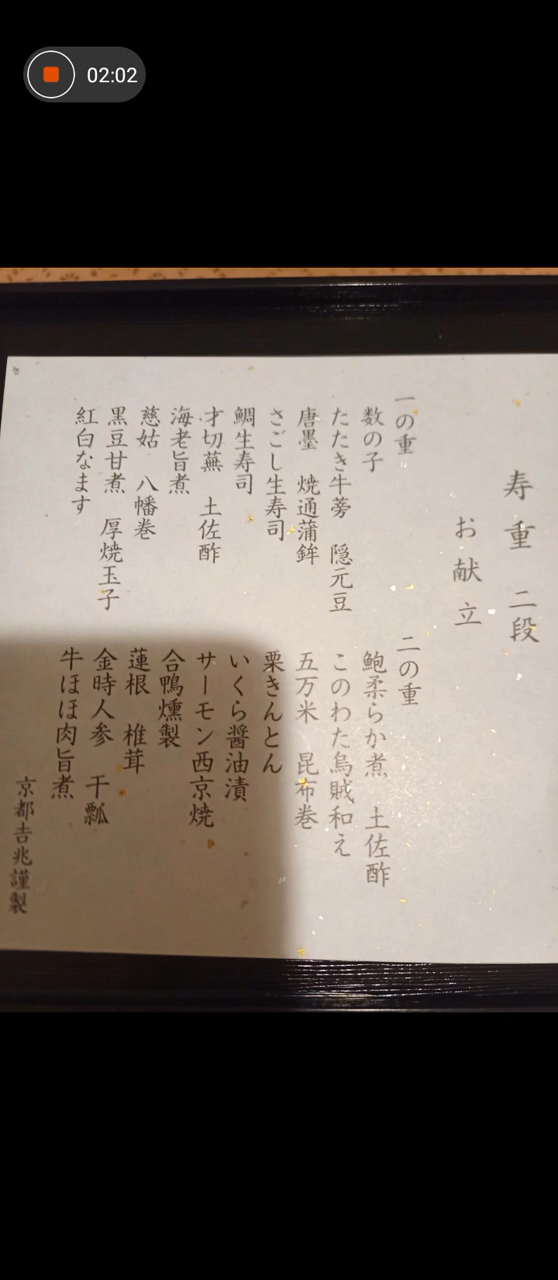 02:02
寿重 二段
お献立
一の重
数の子
たたき牛蒡 隠元豆
唐墨 焼通蒲鉾
さごし生寿司
鯛生寿司
才切蕪 土佐酢
海老旨煮
慈姑 八幡巻
黒豆甘煮 厚焼玉子
紅白なます
二の重
鮑柔らか煮 土佐酢
このわた烏賊和え
五万米 昆布巻
栗きんとん
いくら醤油漬
サーモン西京焼
合鴨燻製
蓮根 椎茸
金時人参 干瓢
牛ほほ肉旨煮
京都𠮷兆謹製